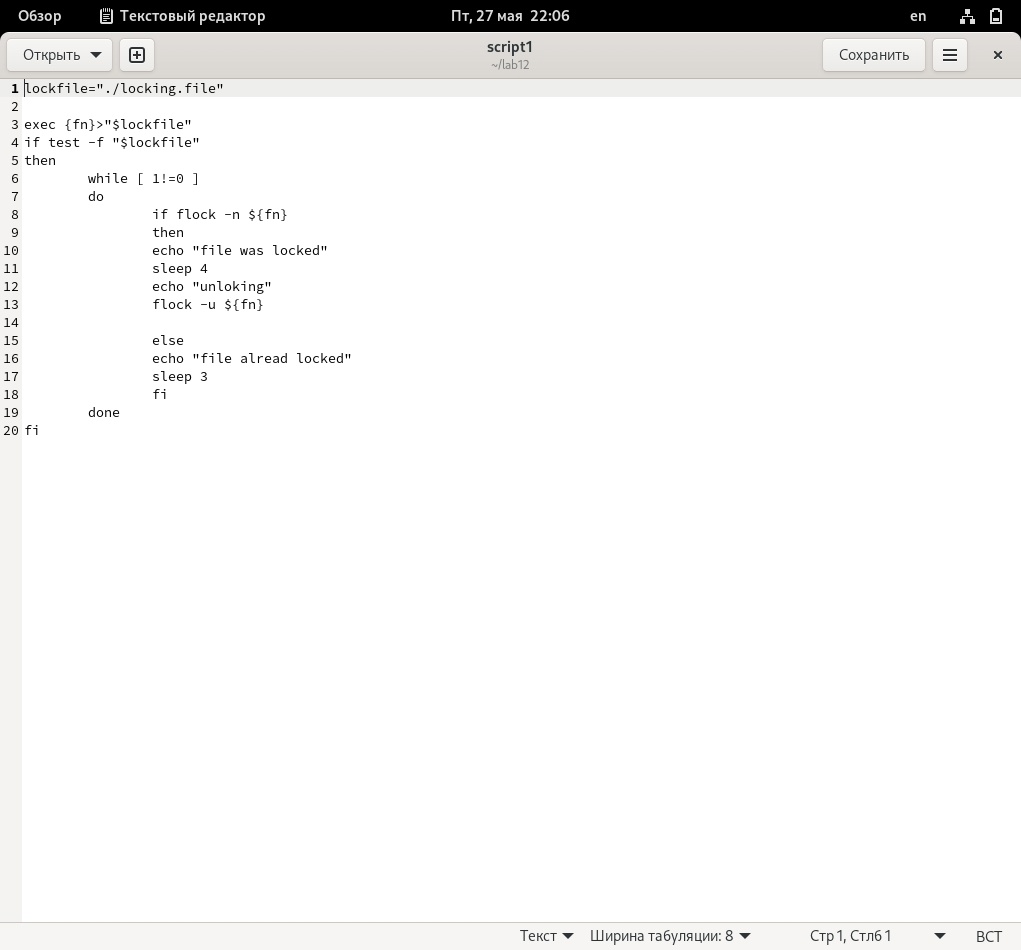 Обзор Текстовый редактор Пт, 27 мая 22:06 en
Открыть script1 Сохранить
~/lab12
1 lockfile="./locking.file"
2
3 exec {fn}>"$lockfile"
4 if test -f "$lockfile"
5 then
6 while [ 1!=0 ]
7 do
8 if flock -n ${fn}
9 then
10 echo "file was locked"
11 sleep 4
12 echo "unloking"
13 flock -u ${fn}
14
15 else
16 echo "file alread locked"
17 sleep 3
18 fi
19 done
20 fi
Текст Ширина табуляции: 8 Стр 1, Стлб 1 ВСТ